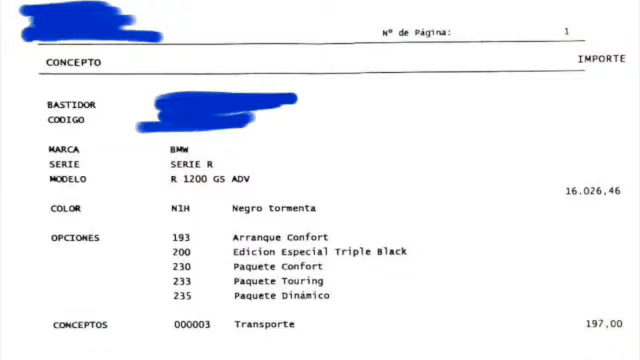 Nº de Página: 1
CONCEPTO IMPORTE
BASTIDOR
CODIGO
MARCA BMW
SERIE SERIE R
MODELO R 1200 GS ADV
16.026,46
COLOR N1H Negro tormenta
OPCIONES 193 Arranque Confort
200 Edicion Especial Triple Black
230 Paquete Confort
233 Paquete Touring
235 Paquete Dinámico
CONCEPTOS 000003 Transporte 197,00